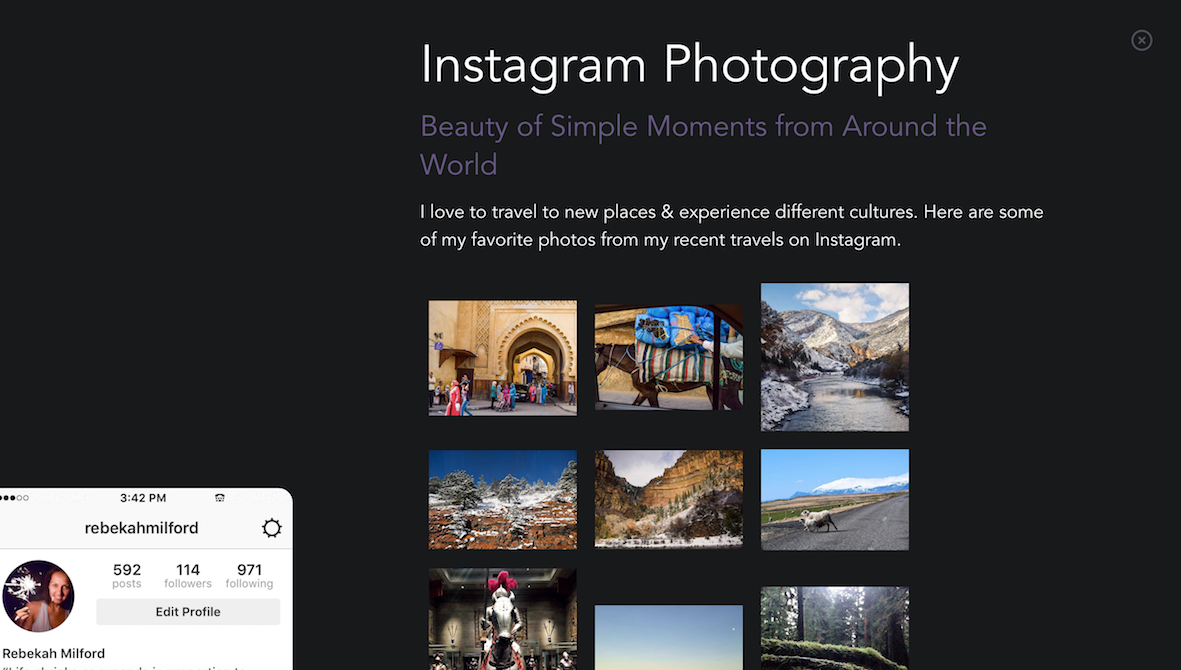 Instagram Photography
Beauty of Simple Moments from Around the
World
I love to travel to new places & experience different cultures. Here are some
of my favorite photos from my recent travels on Instagram.
3:42 PM
rebekahmilford
592 114 971
posts followers following
Edit Profile
Rebekah Milford